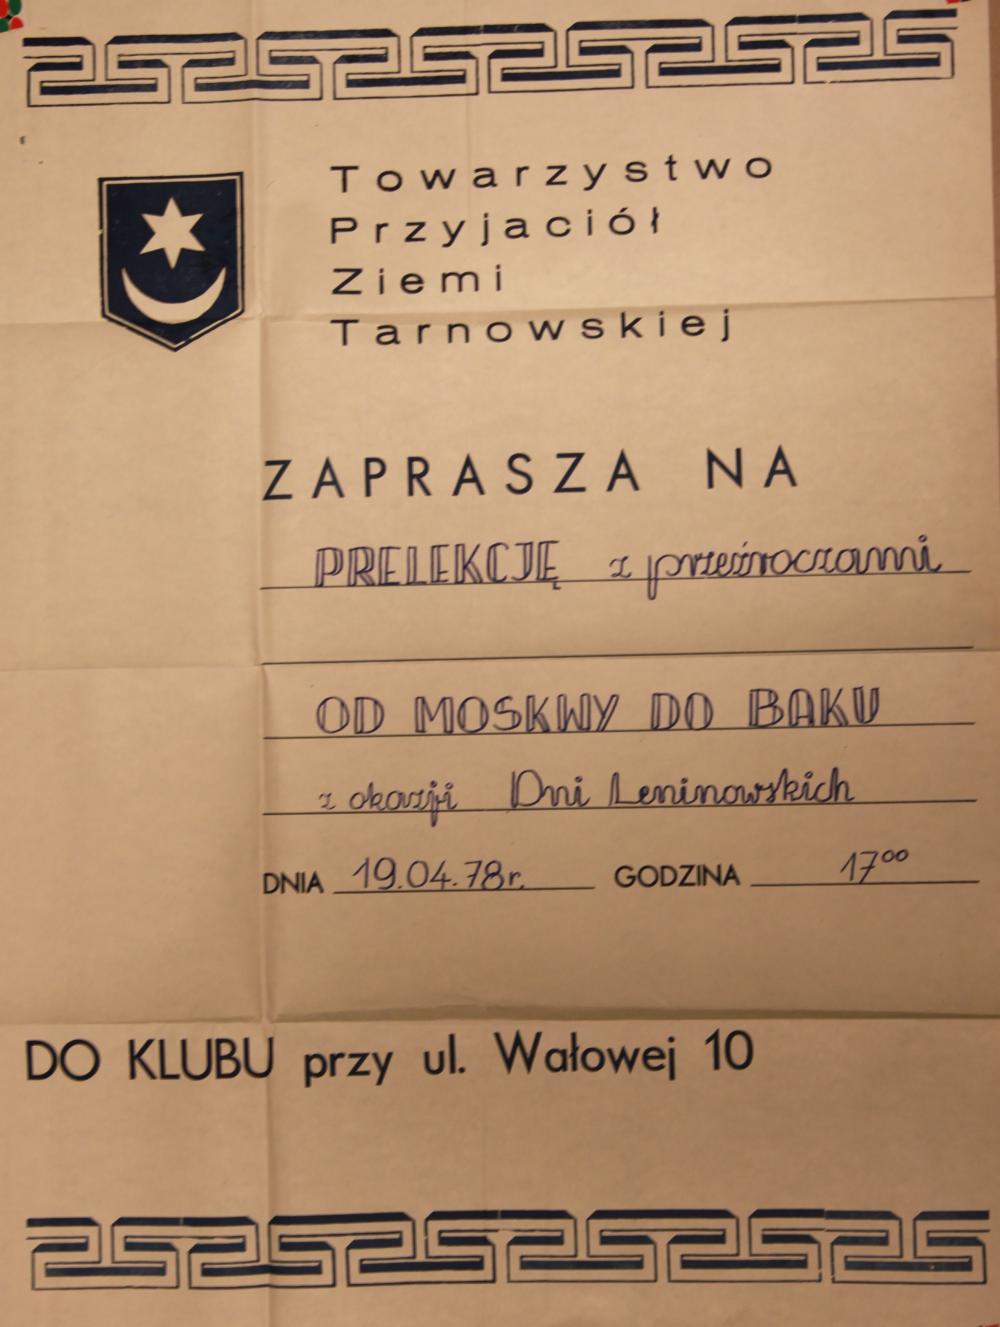 Towarzystwo
Przyjaciół
Ziemi
Tarnowskiej
ZAPRASZA NA
PRELEKCJĘ z przeźroczami
OD MOSKWY DO BAKU
z okazji Dni Leninowskich
DNIA 19.04.78r. GODZINA 17⁰⁰
DO KLUBU przy ul. Wałowej 10